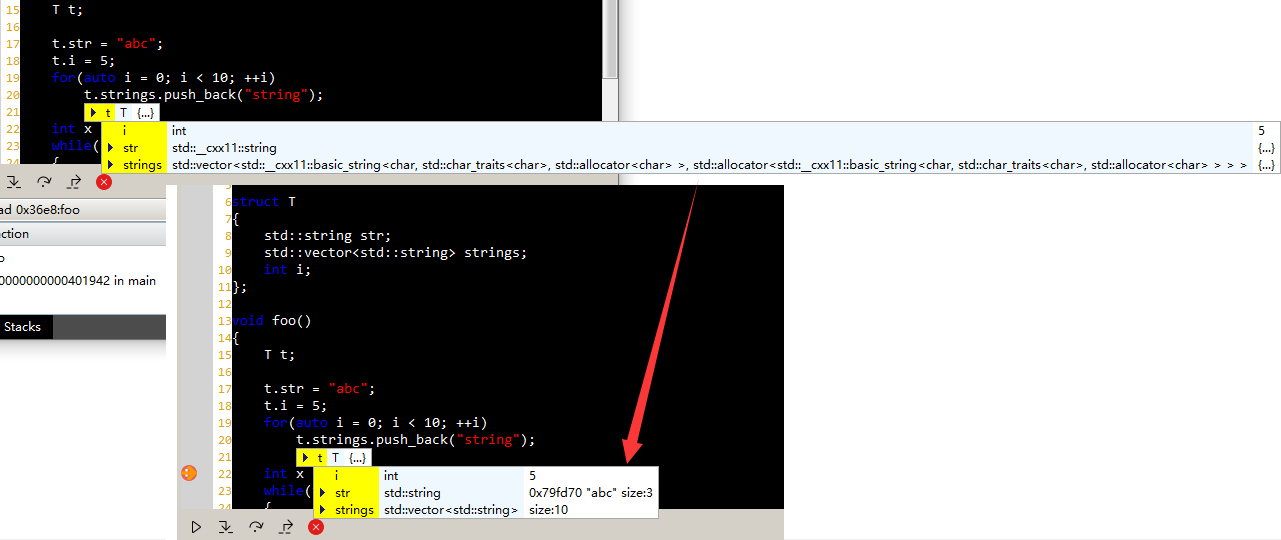 15 T t;
16
17 t.str = "abc";
18 t.i = 5;
19 for(auto i = 0; i < 10; ++i)
20 t.strings.push_back("string");
21 t T {...}
22 int x i int 5
23 while( str std::__cxx11::string {...}
24 { strings std::vector<std::__cxx11::basic_string<char, std::char_traits<char>, std::allocator<char> >, std::allocator<std::__cxx11::basic_string<char, std::char_traits<char>, std::allocator<char> > > > {...}
ad 0x36e8:foo
nction
o
0000000000401942 in main
Stacks
6 struct T
7 {
8 std::string str;
9 std::vector<std::string> strings;
10 int i;
11 };
12
13 void foo()
14 {
15 T t;
16
17 t.str = "abc";
18 t.i = 5;
19 for(auto i = 0; i < 10; ++i)
20 t.strings.push_back("string");
21 t T {...}
22 int x i int 5
23 while( str std::string 0x79fd70 "abc" size:3
24 { strings std::vector<std::string> size:10